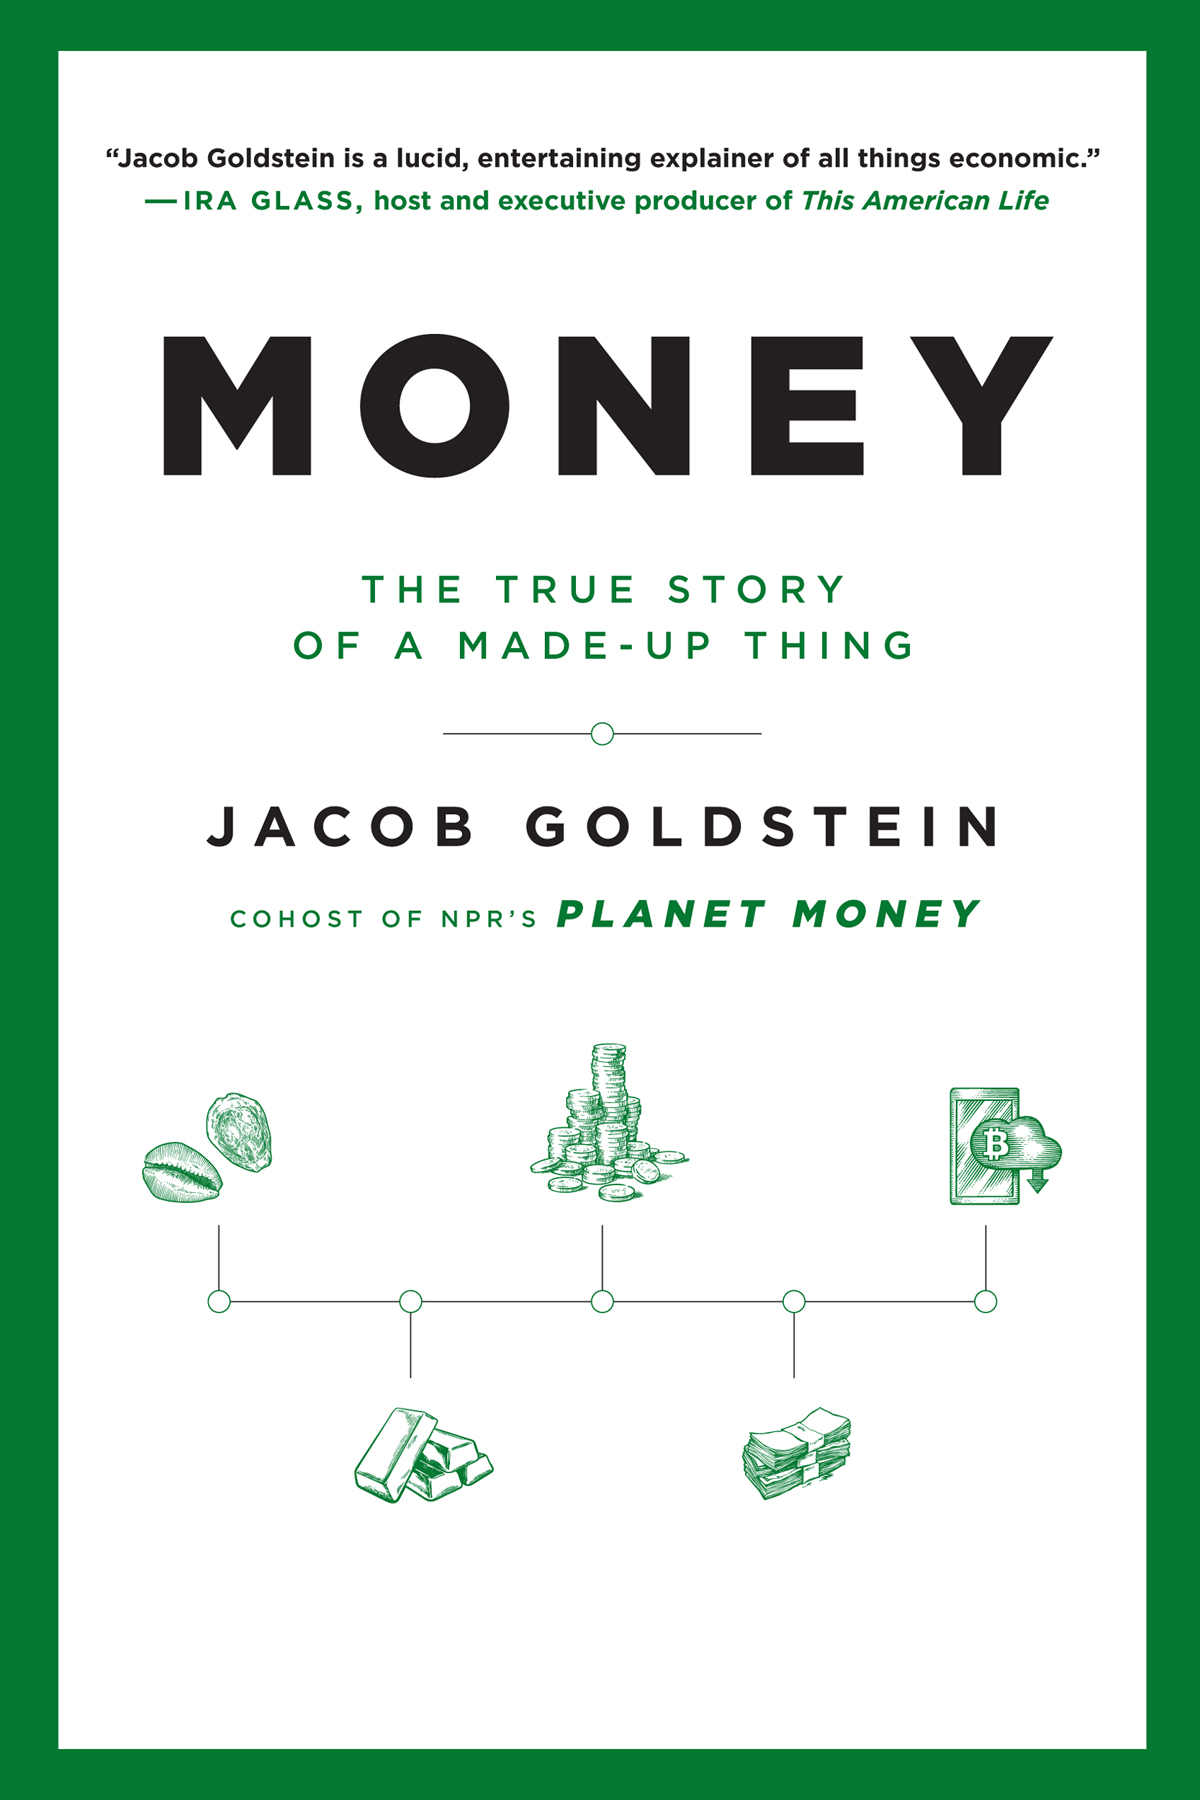 “Jacob Goldstein is a lucid, entertaining explainer of all things economic.”
—IRA GLASS, host and executive producer of This American Life
MONEY
THE TRUE STORY
OF A MADE-UP THING
JACOB GOLDSTEIN
COHOST OF NPR’S PLANET MONEY
₿